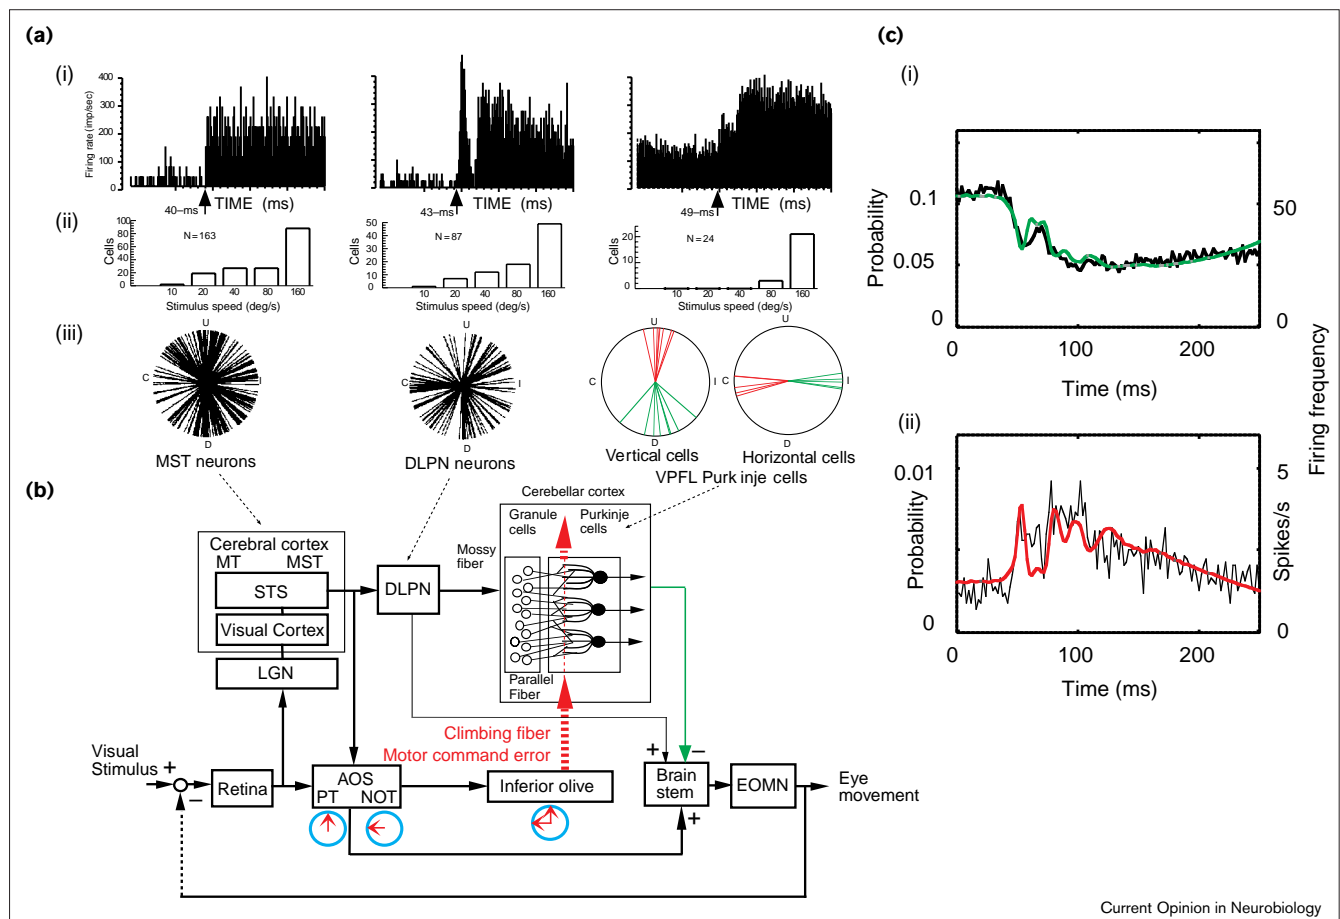 (a)
(i)
Firing rate (imp/sec)
400
300
200
100
0
40–ms
TIME (ms)
43–ms
TIME (ms)
49–ms
TIME (ms)
(ii)
Cells
100
80
60
40
20
0
N = 163
10 20 40 80 160
Stimulus speed (deg/s)
Cells
50
40
30
20
10
0
N = 87
10 20 40 80 160
Stimulus speed (deg/s)
Cells
20
10
0
N = 24
10 20 40 80 160
Stimulus speed (deg/s)
(iii)
U
C
I
D
MST neurons
U
C
I
D
DLPN neurons
U
C
I
D
Vertical cells
U
C
I
D
Horizontal cells
VPFL Purk inje cells
(b)
Cerebral cortex
MT MST
STS
Visual Cortex
LGN
DLPN
Mossy
fiber
Cerebellar cortex
Granule
cells
Purkinje
cells
Parallel
Fiber
Climbing fiber
Motor command error
Visual
Stimulus
+
−
Retina
AOS
PT NOT
Inferior olive
+
−
+
Brain
stem
EOMN
Eye
movement
(c)
(i)
Probability
0.1
0.05
0
50
0
0 100 200
Time (ms)
(ii)
Probability
0.01
0
5
0
Spikes/s
Firing frequency
0 100 200
Time (ms)
Current Opinion in Neurobiology